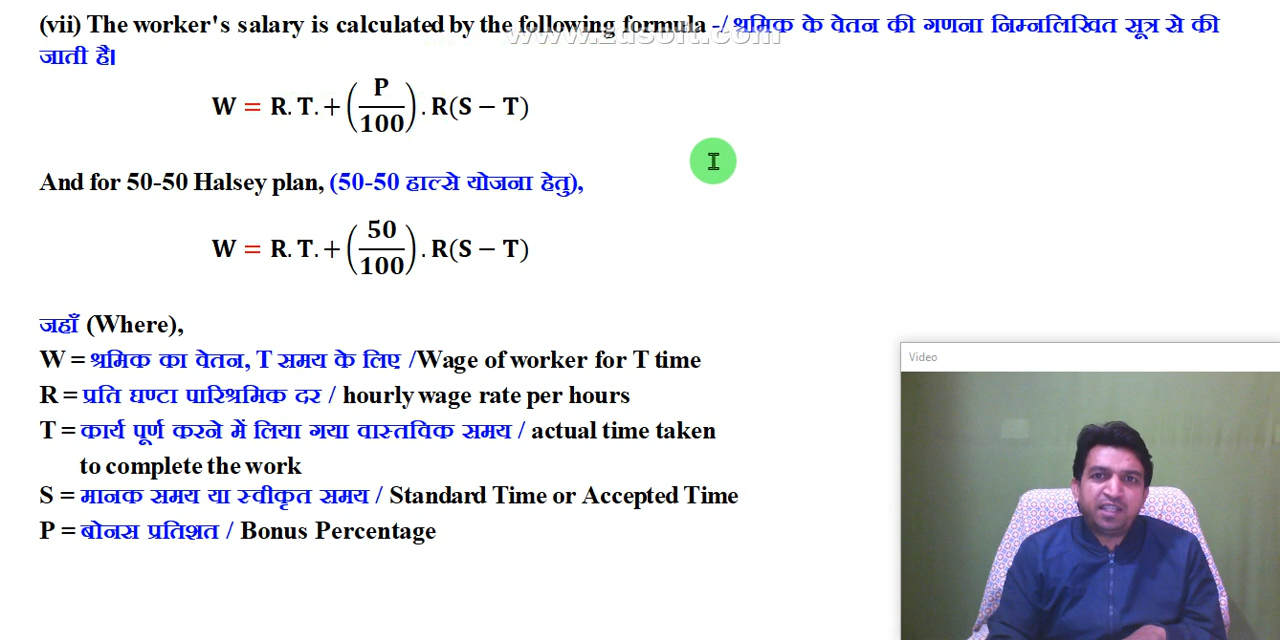 (vii) The worker's salary is calculated by the following formula -/ श्रमिक के वेतन की गणना निम्नलिखित सूत्र से की
जाती है।
www.zdsoft.com
W = R.T.+(P/100).R(S − T)
And for 50-50 Halsey plan, (50-50 हाल्से योजना हेतु),
W = R.T.+(50/100).R(S − T)
जहाँ (Where),
W = श्रमिक का वेतन, T समय के लिए /Wage of worker for T time
R = प्रति घण्टा पारिश्रमिक दर / hourly wage rate per hours
T = कार्य पूर्ण करने में लिया गया वास्तविक समय / actual time taken
to complete the work
S = मानक समय या स्वीकृत समय / Standard Time or Accepted Time
P = बोनस प्रतिशत / Bonus Percentage
Video